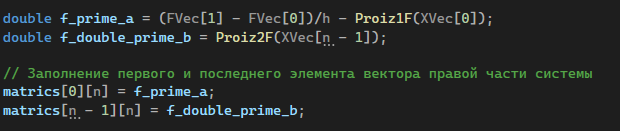 double f_prime_a = (FVec[1] - FVec[0])/h - Proiz1F(XVec[0]);
double f_double_prime_b = Proiz2F(XVec[n - 1]);
// Заполнение первого и последнего элемента вектора правой части системы
matrics[0][n] = f_prime_a;
matrics[n - 1][n] = f_double_prime_b;